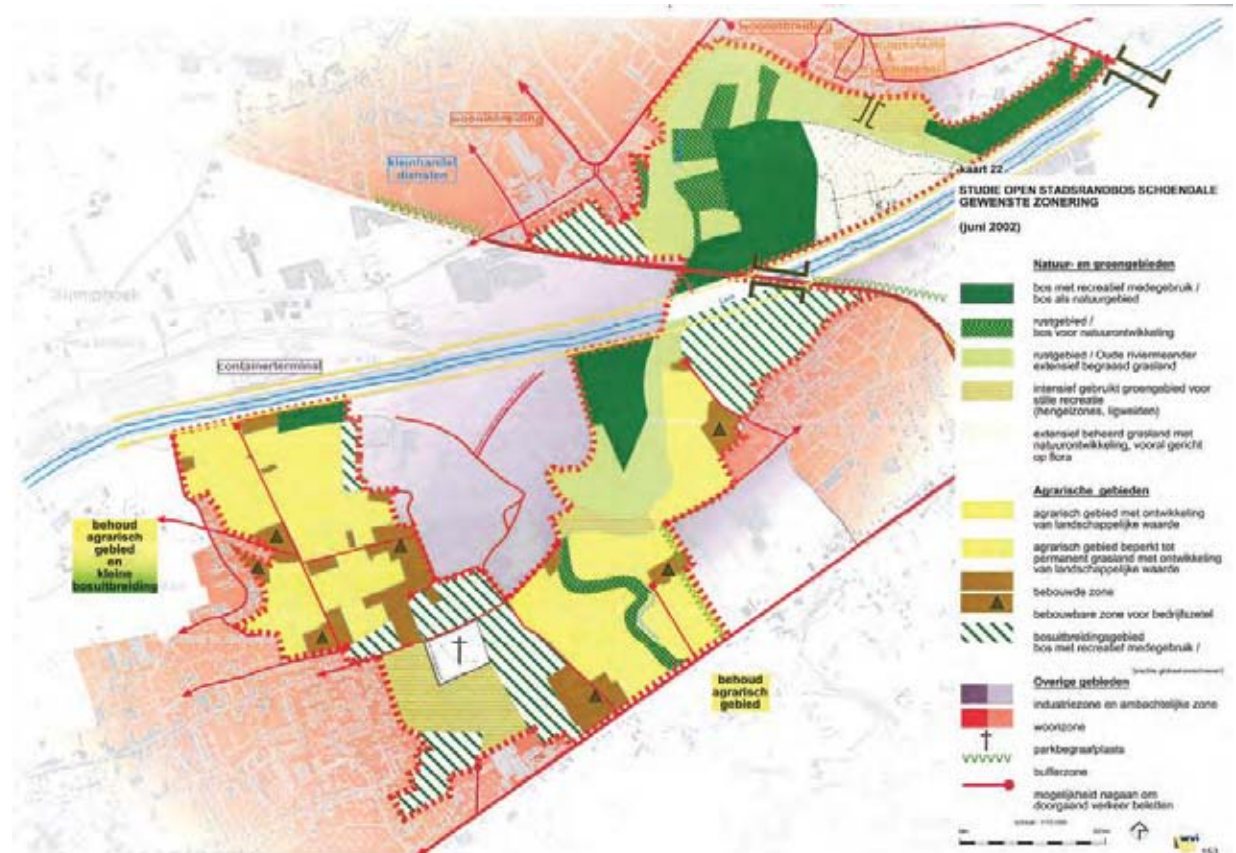 woonuitbreiding
woonuitbreiding
kleinhandel
diensten
containerterminal
Leie
behoud
agrarisch
gebied
en
kleine
bosuitbreiding
behoud
agrarisch
gebied
kaart 22
STUDIE OPEN STADSRANDBOS SCHOENDALE
GEWENSTE ZONERING
(juni 2002)
Natuur- en groengebieden
bos met recreatief medegebruik /
bos als natuurgebied
rustgebied /
bos voor natuurontwikkeling
rustgebied / Oude riviermeander
extensief begraasd grasland
intensief gebruikt groengebied voor
stille recreatie
(hengelzones, ligweiden)
extensief beheerd grasland met
natuurontwikkeling, vooral gericht
op flora
Agrarische gebieden
agrarisch gebied met ontwikkeling
van landschappelijke waarde
agrarisch gebied beperkt tot
permanent grasland met ontwikkeling
van landschappelijke waarde
bebouwde zone
bebouwbare zone voor bedrijfszetel
bosuitbreidingsgebied
bos met recreatief medegebruik /
Overige gebieden
industriezone en ambachtelijke zone
woonzone
parkbegraafplaats
bufferzone
mogelijkheid nagaan om
doorgaand verkeer beletten
wvi
153